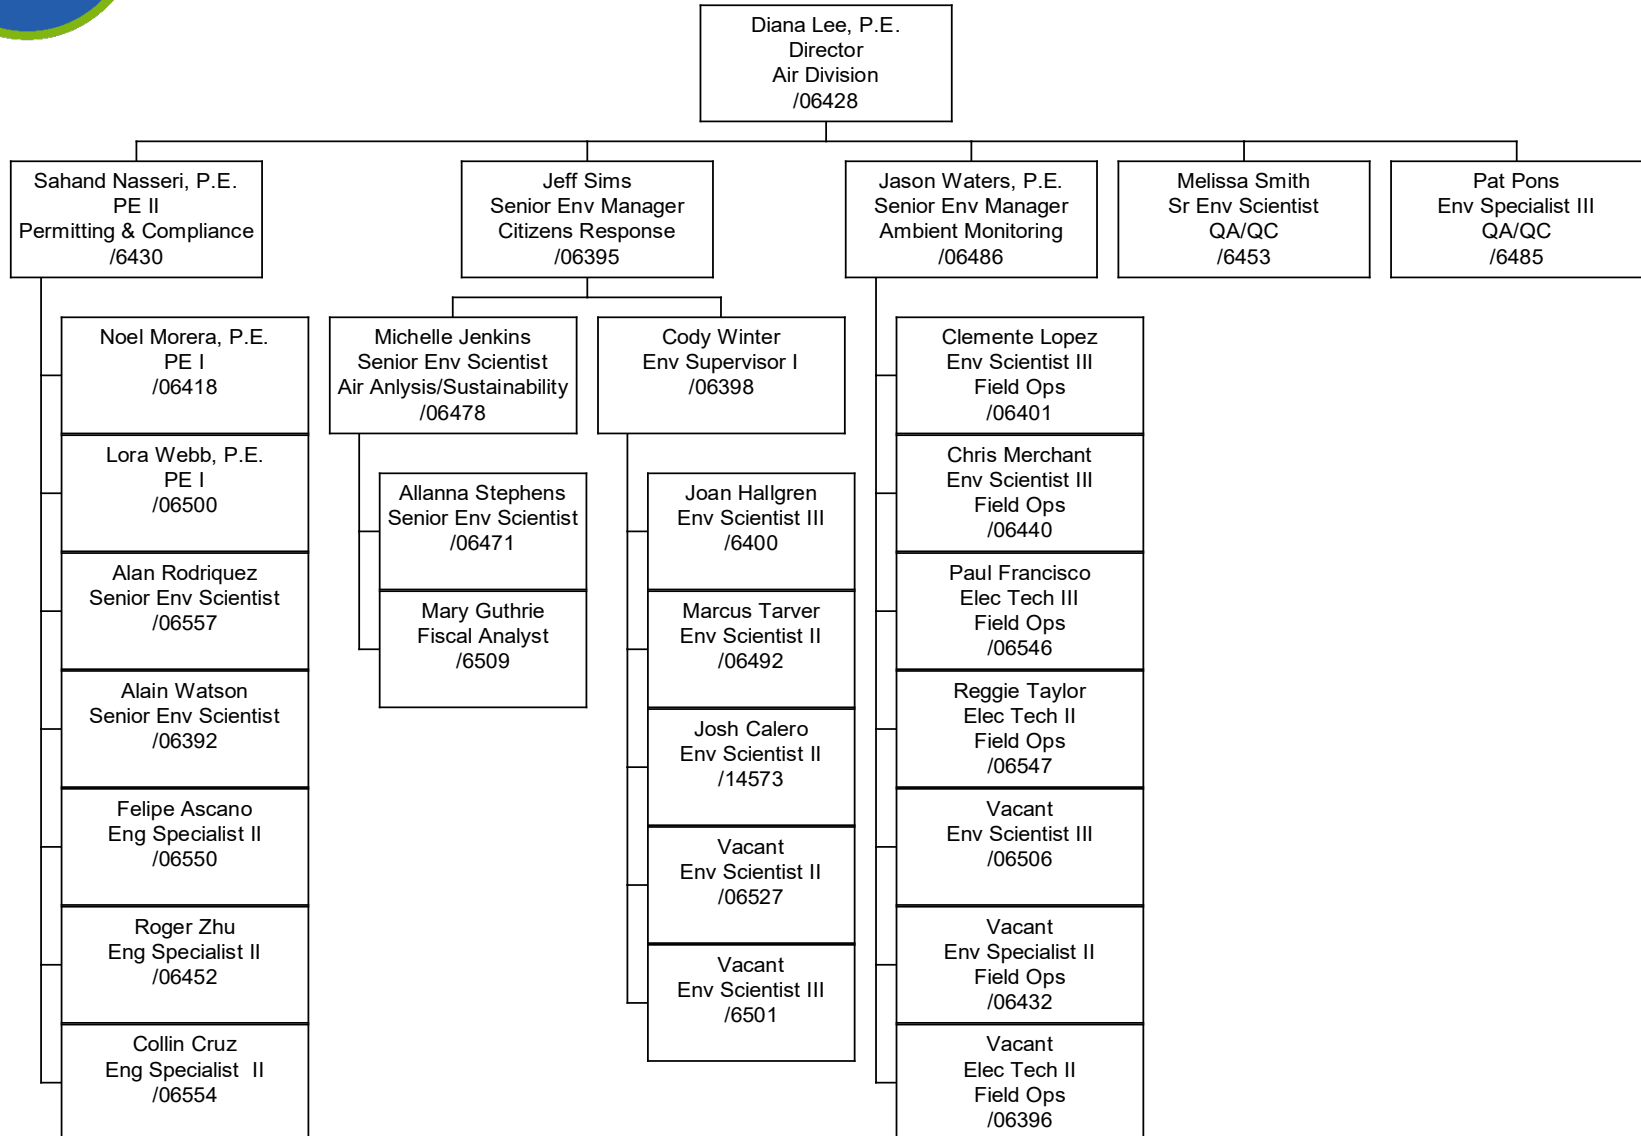 Diana Lee, P.E.
Director
Air Division
/06428
Sahand Nasseri, P.E.
PE II
Permitting & Compliance
/6430
Jeff Sims
Senior Env Manager
Citizens Response
/06395
Jason Waters, P.E.
Senior Env Manager
Ambient Monitoring
/06486
Melissa Smith
Sr Env Scientist
QA/QC
/6453
Pat Pons
Env Specialist III
QA/QC
/6485
Noel Morera, P.E.
PE I
/06418
Lora Webb, P.E.
PE I
/06500
Alan Rodriquez
Senior Env Scientist
/06557
Alain Watson
Senior Env Scientist
/06392
Felipe Ascano
Eng Specialist II
/06550
Roger Zhu
Eng Specialist II
/06452
Collin Cruz
Eng Specialist  II
/06554
Michelle Jenkins
Senior Env Scientist
Air Anlysis/Sustainability
/06478
Allanna Stephens
Senior Env Scientist
/06471
Mary Guthrie
Fiscal Analyst
/6509
Cody Winter
Env Supervisor I
/06398
Joan Hallgren
Env Scientist III
/6400
Marcus Tarver
Env Scientist II
/06492
Josh Calero
Env Scientist II
/14573
Vacant
Env Scientist II
/06527
Vacant
Env Scientist III
/6501
Clemente Lopez
Env Scientist III
Field Ops
/06401
Chris Merchant
Env Scientist III
Field Ops
/06440
Paul Francisco
Elec Tech III
Field Ops
/06546
Reggie Taylor
Elec Tech II
Field Ops
/06547
Vacant
Env Scientist III
/06506
Vacant
Env Specialist II
Field Ops
/06432
Vacant
Elec Tech II
Field Ops
/06396